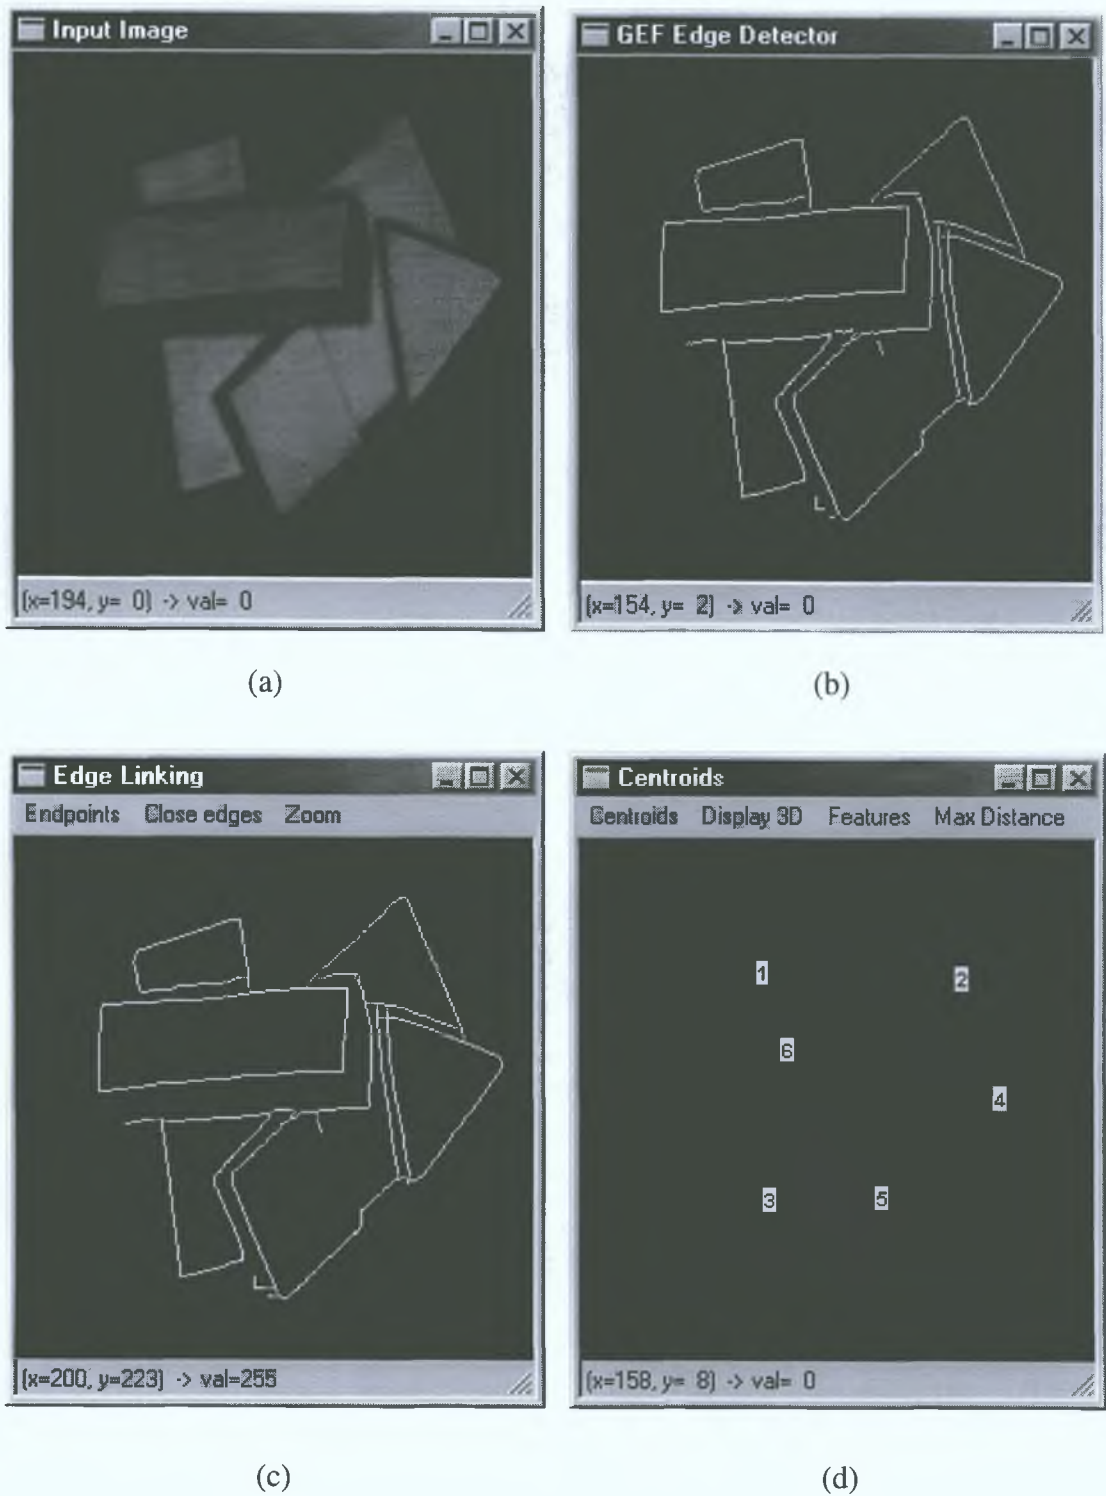 Input Image
(x=194, y= 0) -> val= 0
(a)
GEF Edge Detector
(x=154, y= 2) -> val= 0
(b)
Edge Linking
Endpoints Close edges Zoom
(x=200, y=223) -> val=255
(c)
Centroids
Centroids Display 3D Features Max Distance
1
2
6
4
3
5
(x=158, y= 8) -> val= 0
(d)